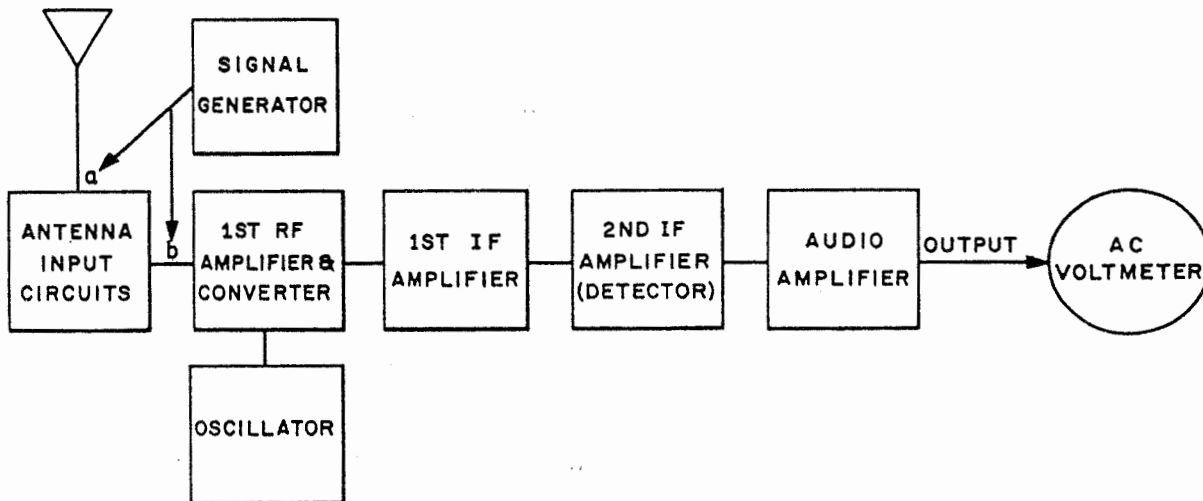 SIGNAL
GENERATOR
a
b
ANTENNA
INPUT
CIRCUITS
1ST RF
AMPLIFIER &
CONVERTER
1ST IF
AMPLIFIER
2ND IF
AMPLIFIER
(DETECTOR)
AUDIO
AMPLIFIER
OUTPUT
AC
VOLTMETER
OSCILLATOR